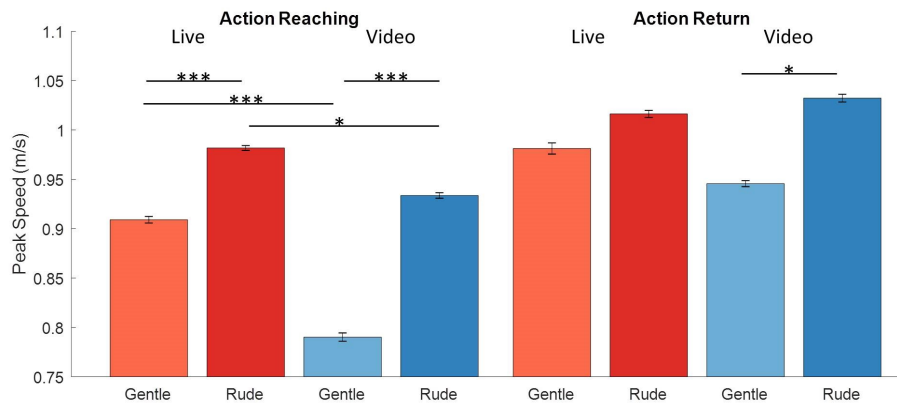 Action Reaching Action Return
Live Video Live Video
1.1
1.05
1
0.95
0.9
0.85
0.8
0.75
Peak Speed (m/s)
*** *** *
***
*
Gentle Rude Gentle Rude Gentle Rude Gentle Rude